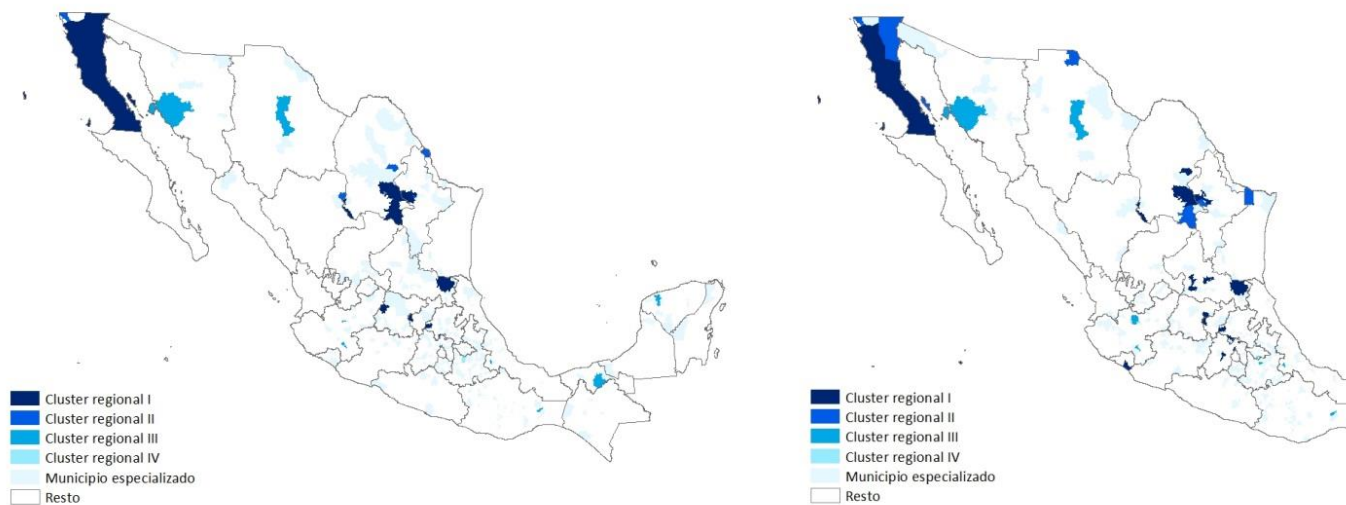 Cluster regional I
Cluster regional II
Cluster regional III
Cluster regional IV
Municipio especializado
Resto
Cluster regional I
Cluster regional II
Cluster regional III
Cluster regional IV
Municipio especializado
Resto